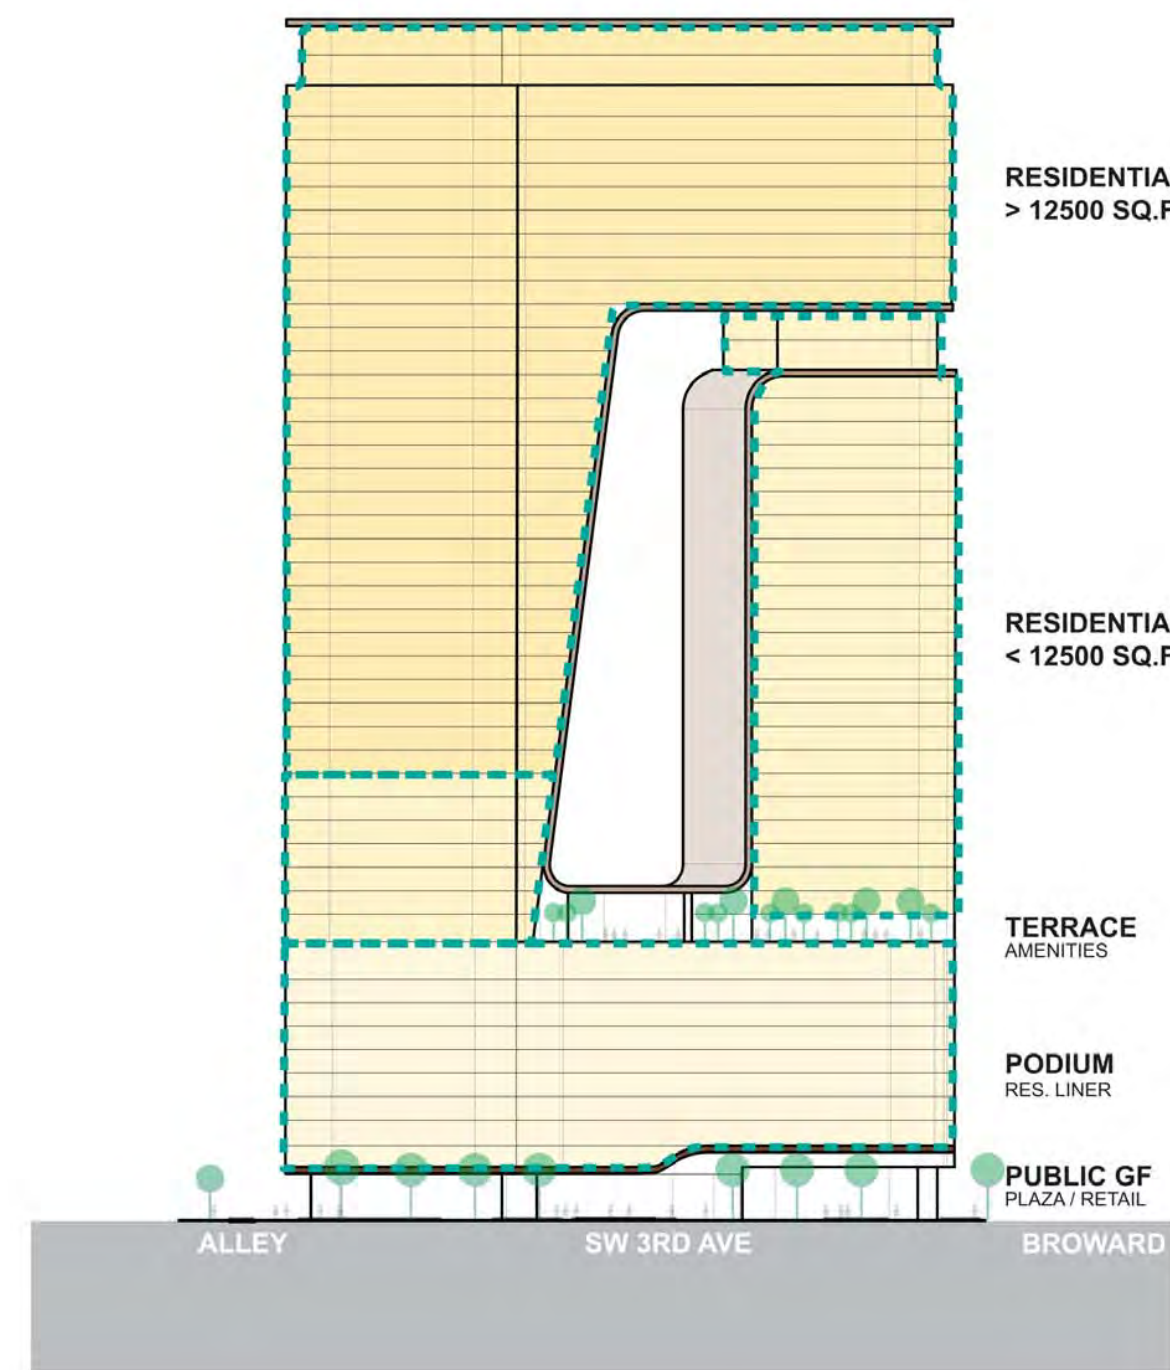 RESIDENTIA
> 12500 SQ.F
RESIDENTIA
< 12500 SQ.F
TERRACE
AMENITIES
PODIUM
RES. LINER
PUBLIC GF
PLAZA / RETAIL
ALLEY SW 3RD AVE BROWARD